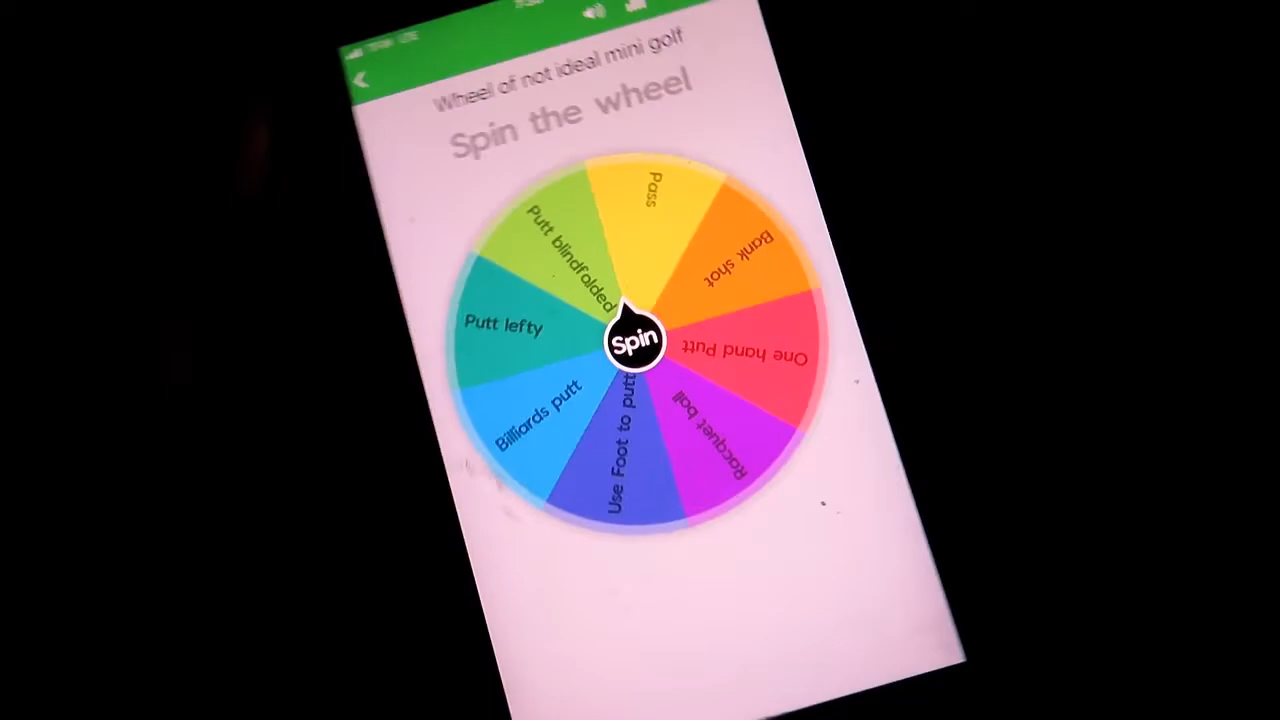 Wheel of not ideal mini golf
Spin the wheel
Pass
Bank shot
One hand Putt
Racquet ball
Use Foot to putt
Billiards putt
Putt lefty
Putt blindfolded
Spin